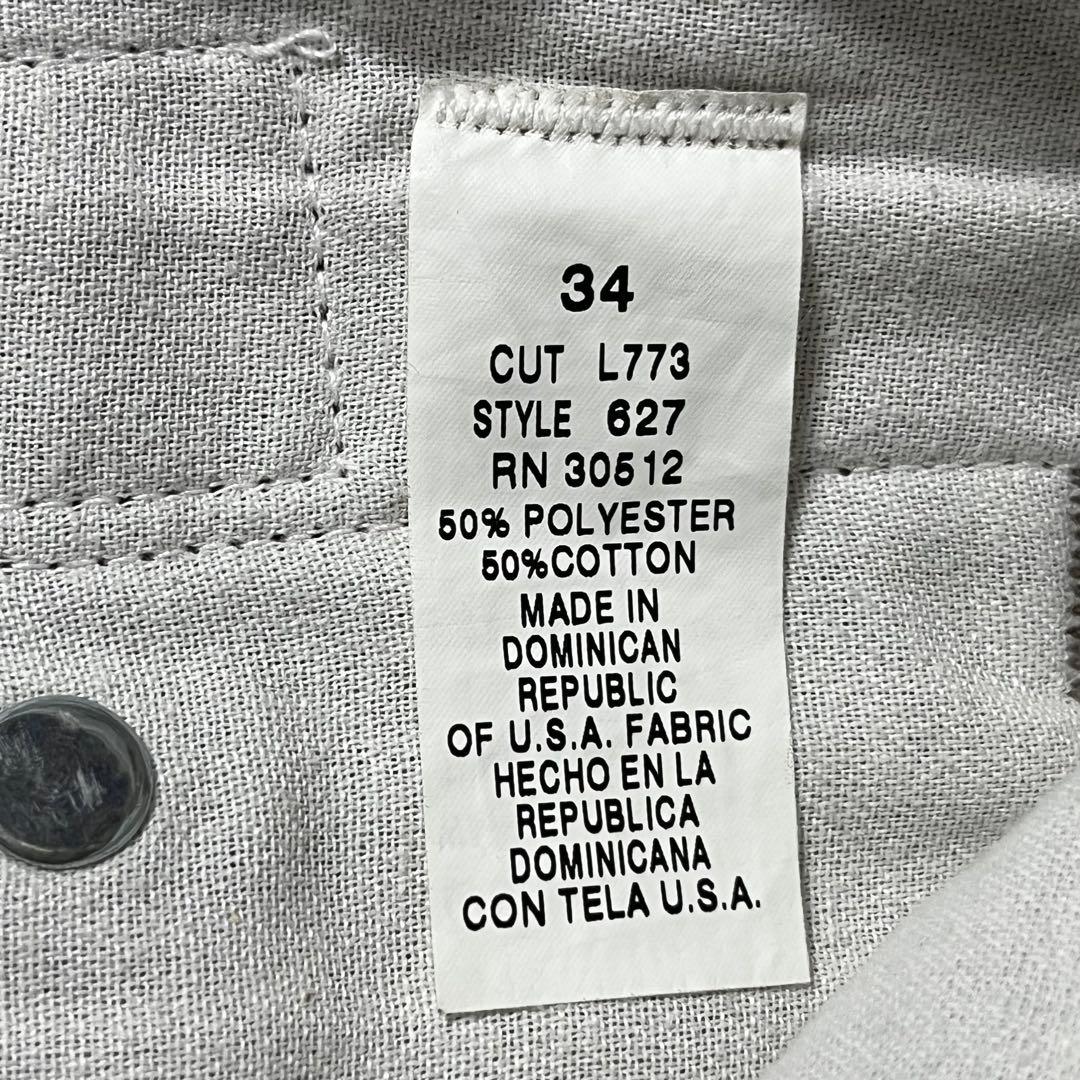 34
CUT L773
STYLE 627
RN 30512
50% POLYESTER
50%COTTON
MADE IN
DOMINICAN
REPUBLIC
OF U.S.A. FABRIC
HECHO EN LA
REPUBLICA
DOMINICANA
CON TELA U.S.A.